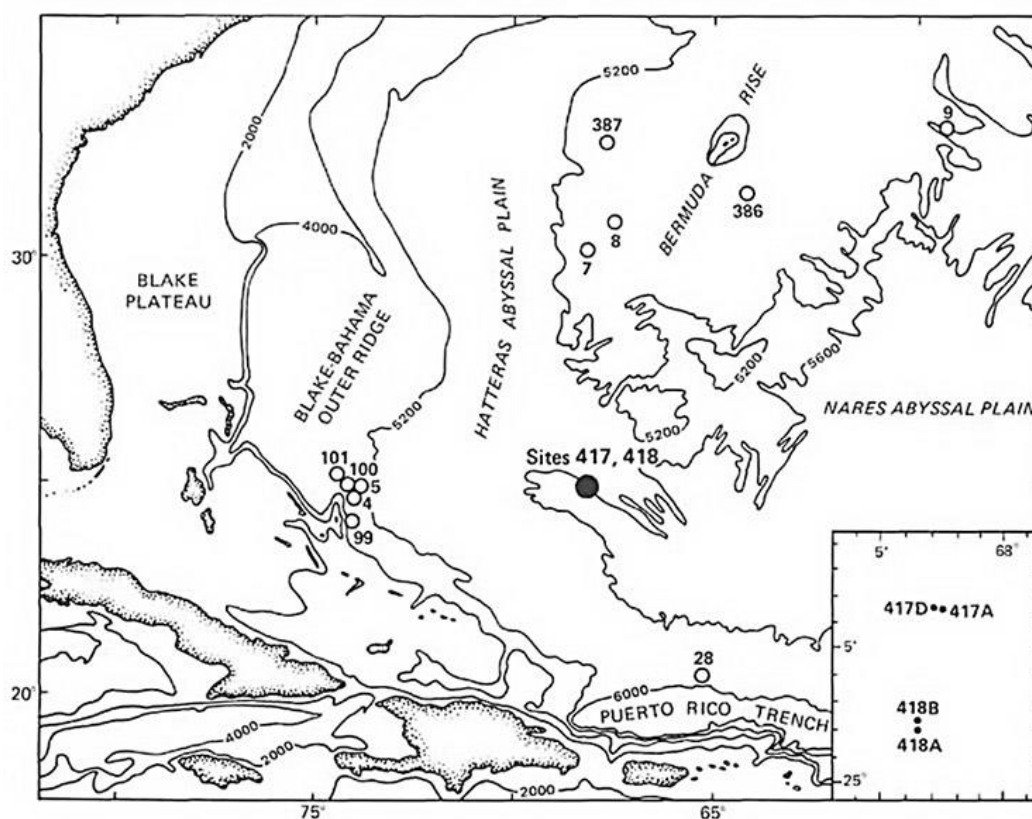 2000
5200
BERMUDA RISE
387
9
386
8
7
4000
30°
BLAKE
PLATEAU
HATTERAS ABYSSAL PLAIN
BLAKE-BAHAMA
OUTER RIDGE
5200
5200
5600
NARES ABYSSAL PLAIN
5200
Sites 417, 418
101
100
5
4
99
5°
68°
417D
417A
5°
418B
418A
25°
28
20°
6000
PUERTO RICO TRENCH
4000
2000
2000
75°
65°